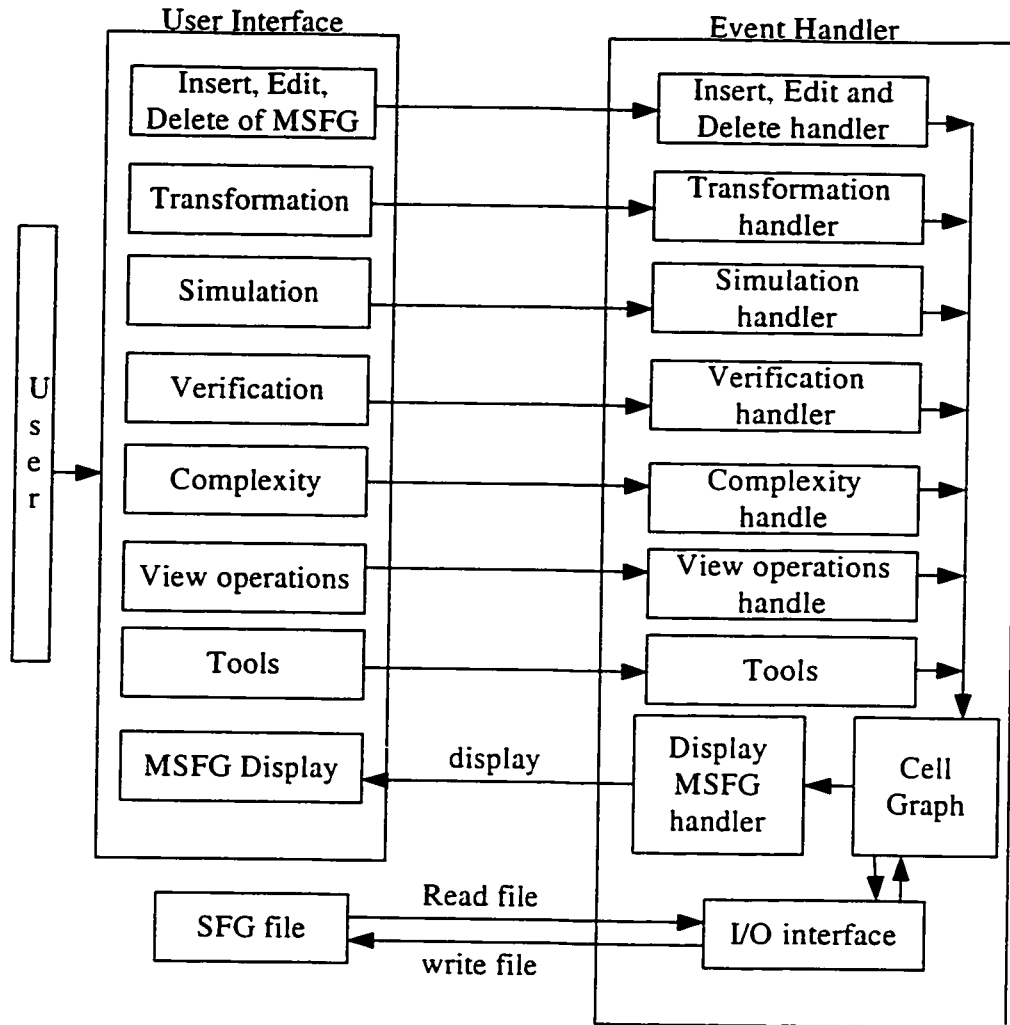 User Interface
Event Handler
Insert, Edit,
Delete of MSFG
Insert, Edit and
Delete handler
Transformation
Transformation
handler
Simulation
Simulation
handler
User
Verification
Verification
handler
Complexity
Complexity
handle
View operations
View operations
handle
Tools
Tools
MSFG Display
display
Display
MSFG
handler
Cell
Graph
SFG file
Read file
write file
I/O interface